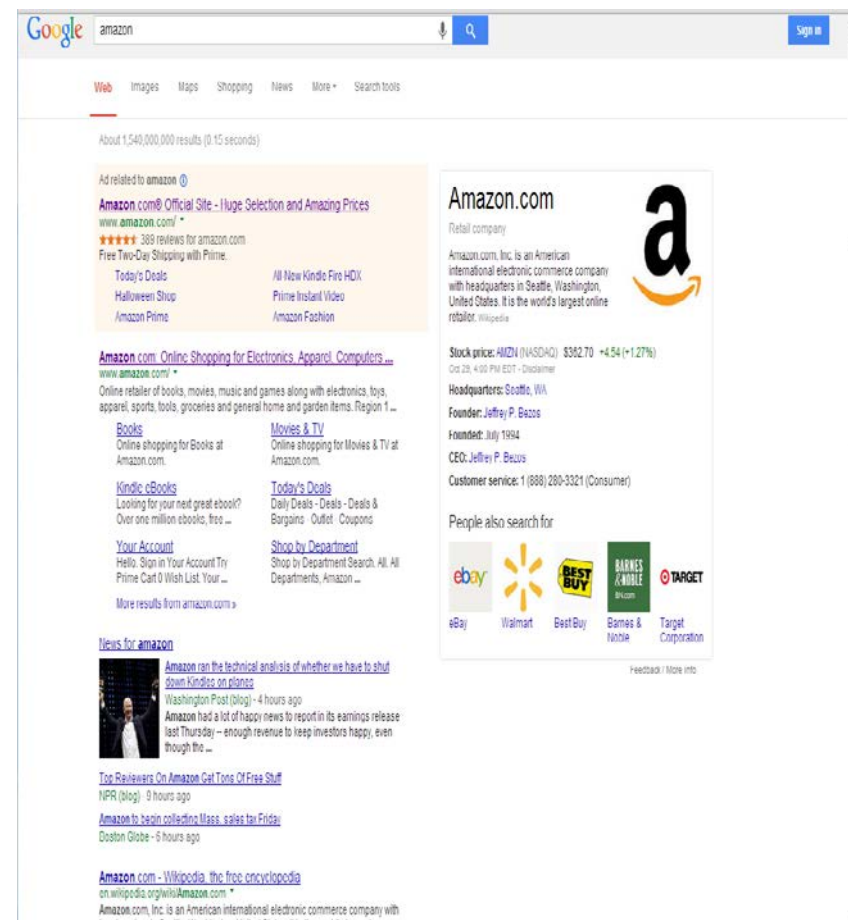 Google
amazon
Sign in
Web Images Maps Shopping News More Search tools
About 1,540,000,000 results (0.15 seconds)
Ad related to amazon
Amazon.com® Official Site - Huge Selection and Amazing Prices
www.amazon.com/
389 reviews for amazon.com
Free Two-Day Shipping with Prime.
Today's Deals All-New Kindle Fire HDX
Halloween Shop Prime Instant Video
Amazon Prime Amazon Fashion
Amazon.com: Online Shopping for Electronics, Apparel, Computers ...
www.amazon.com/
Online retailer of books, movies, music and games along with electronics, toys,
apparel, sports, tools, groceries and general home and garden items. Region 1 ...
Books
Online shopping for Books at
Amazon.com.
Movies & TV
Online shopping for Movies & TV at
Amazon.com.
Kindle eBooks
Looking for your next great ebook?
Over one million ebooks, free ...
Today's Deals
Daily Deals - Deals - Deals &
Bargains · Outlet · Coupons
Your Account
Hello. Sign in Your Account Try
Prime Cart 0 Wish List. Your ...
Shop by Department
Shop by Department Search. All. All
Departments, Amazon ...
More results from amazon.com »
News for amazon
Amazon ran the technical analysis of whether we have to shut
down Kindles on planes
Washington Post (blog) - 4 hours ago
Amazon had a lot of happy news to report in its earnings release
last Thursday – enough revenue to keep investors happy, even
though the ...
Top Reviewers On Amazon Get Tons Of Free Stuff
NPR (blog) - 9 hours ago
Amazon to begin collecting Mass. sales tax Friday
Boston Globe - 6 hours ago
Amazon.com - Wikipedia, the free encyclopedia
en.wikipedia.org/wiki/Amazon.com
Amazon.com, Inc. is an American international electronic commerce company with
Amazon.com
Retail company
Amazon.com, Inc. is an American
international electronic commerce company
with headquarters in Seattle, Washington,
United States. It is the world's largest online
retailer. Wikipedia
a
Stock price: AMZN (NASDAQ) $362.70 +4.54 (+1.27%)
Oct 29, 4:00 PM EDT - Disclaimer
Headquarters: Seattle, WA
Founder: Jeffrey P. Bezos
Founded: July 1994
CEO: Jeffrey P. Bezos
Customer service: 1 (888) 280-3321 (Consumer)
People also search for
ebay
BEST BUY
BARNES & NOBLE
BN.com
TARGET
eBay Walmart Best Buy Barnes & Noble Target Corporation
Feedback / More info